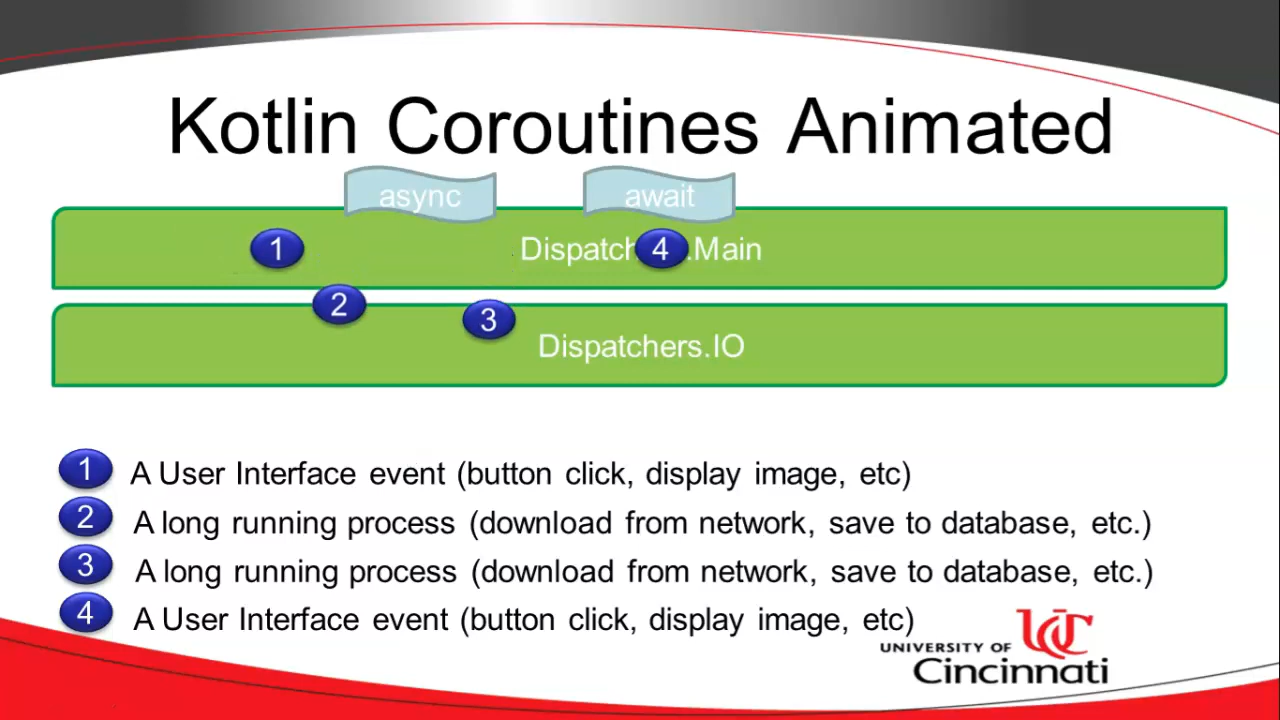 Kotlin Coroutines Animated
async await
1 Dispatch 4 .Main
2 3
Dispatchers.IO
1 A User Interface event (button click, display image, etc)
2 A long running process (download from network, save to database, etc.)
3 A long running process (download from network, save to database, etc.)
4 A User Interface event (button click, display image, etc)
UC
UNIVERSITY OF
Cincinnati